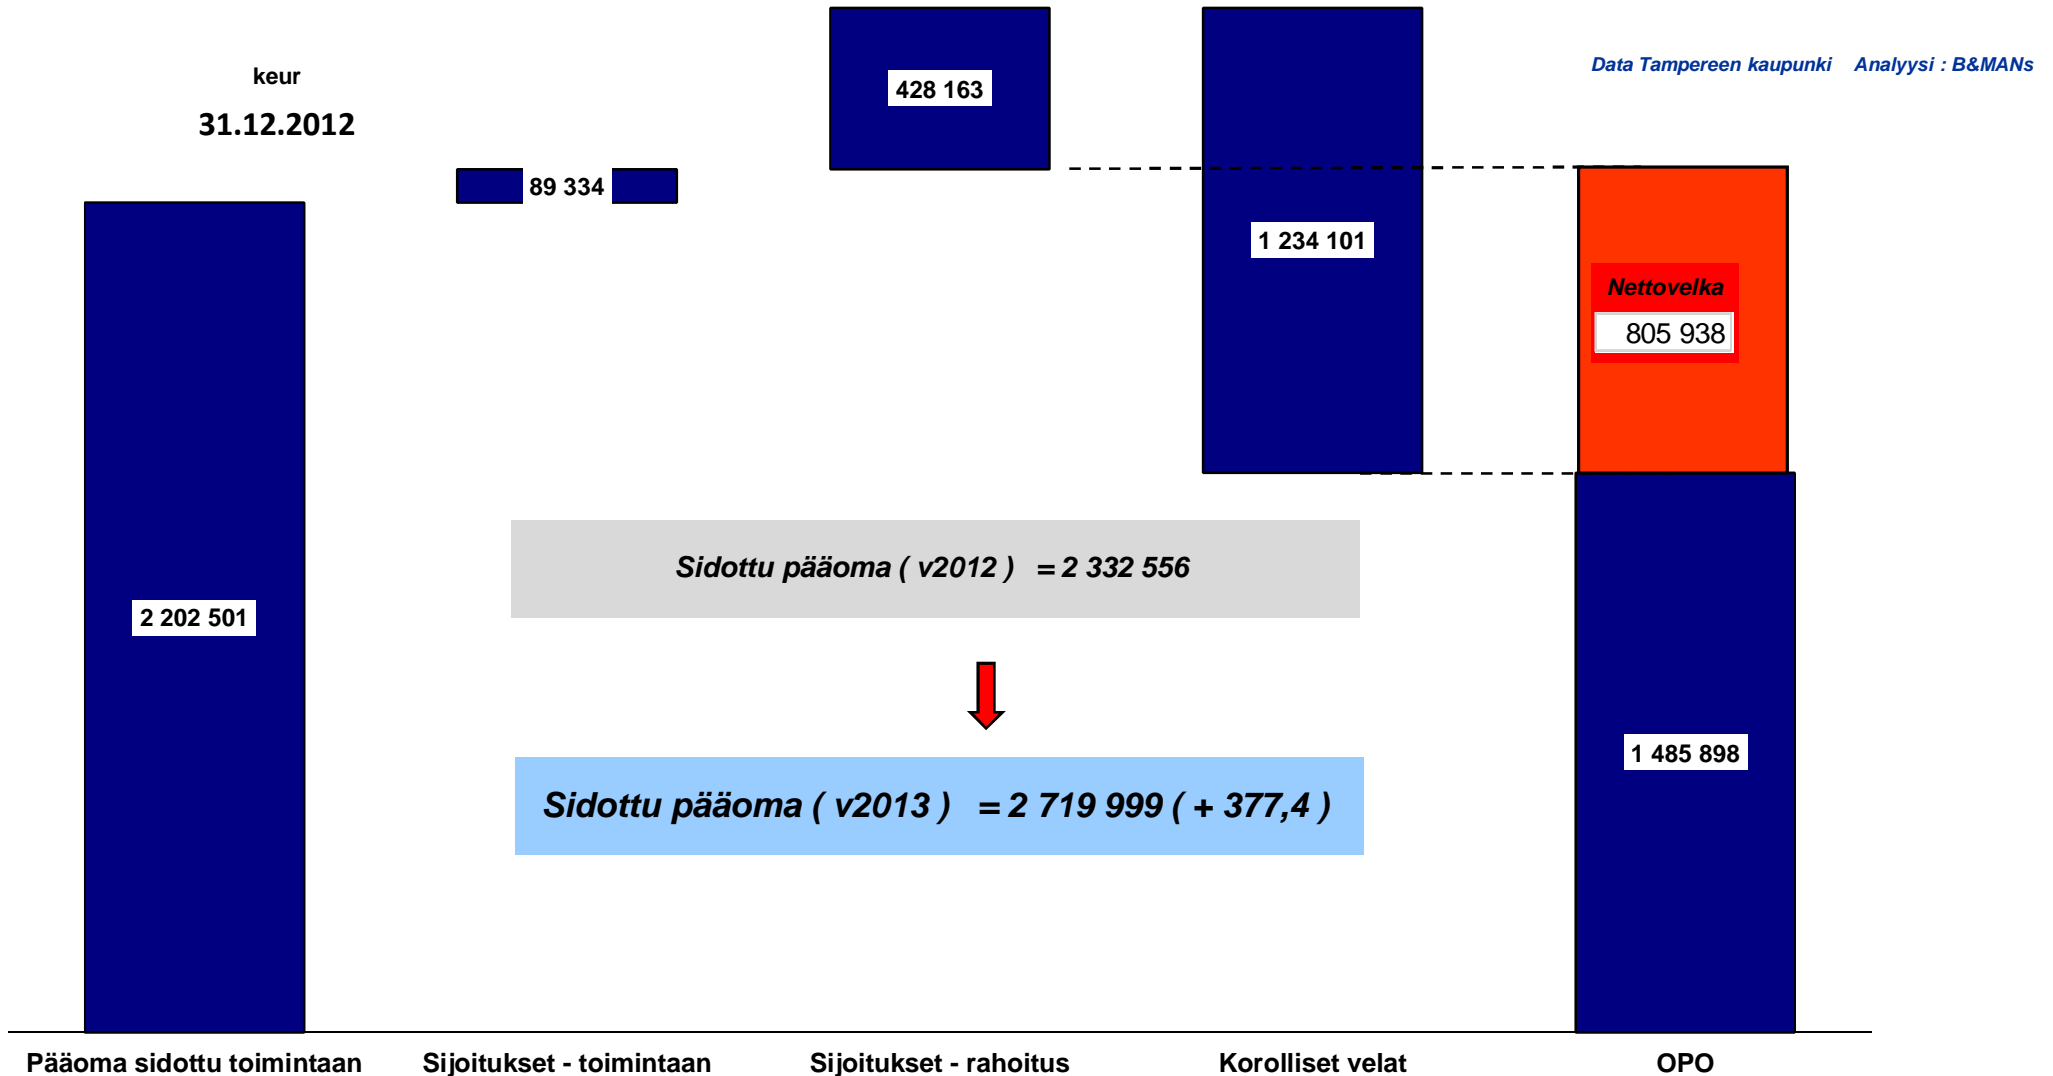 Data Tampereen kaupunki Analyysi : B&MANs
keur
31.12.2012
428 163
89 334
1 234 101
Nettovelka
805 938
Sidottu pääoma ( v2012 ) = 2 332 556
2 202 501
1 485 898
Sidottu pääoma ( v2013 ) = 2 719 999 ( + 377,4 )
Pääoma sidottu toimintaan
Sijoitukset - toimintaan
Sijoitukset - rahoitus
Korolliset velat
OPO